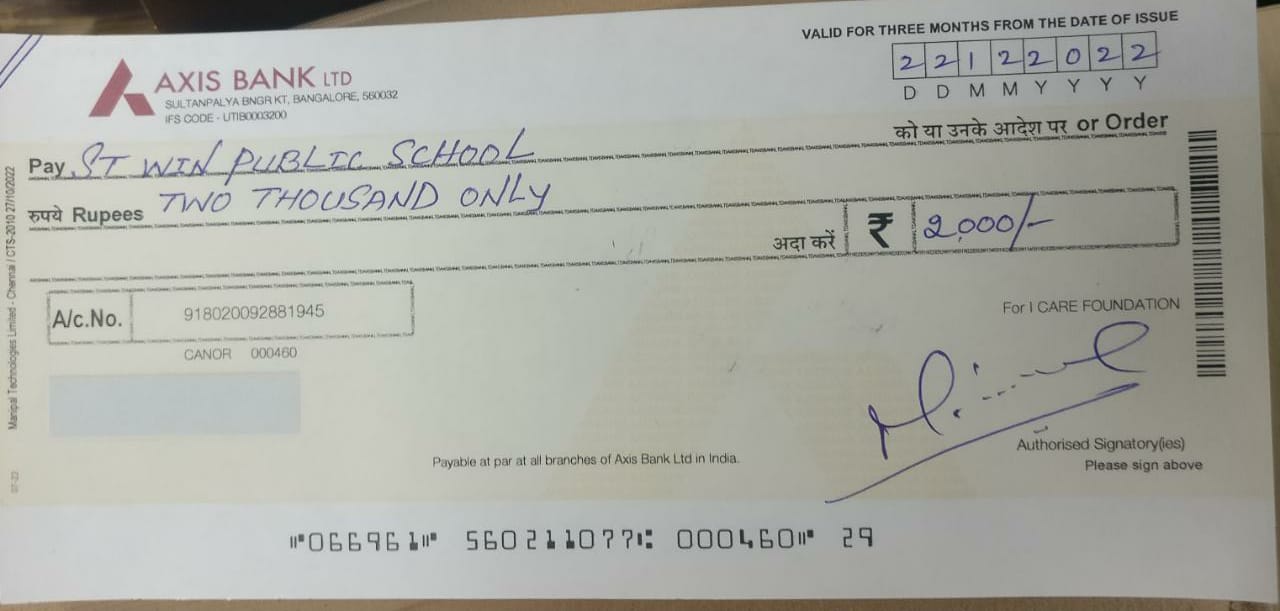 VALID FOR THREE MONTHS FROM THE DATE OF ISSUE
22122022
D D M M Y Y Y Y
AXIS BANK LTD
SULTANPALYA BNGR KT, BANGALORE, 560032
IFS CODE - UTIB0003200
को या उनके आदेश पर or Order
Pay ST WIN PUBLIC SCHOOL
रुपये Rupees TWO THOUSAND ONLY
अदा करें ₹ 2,000/-
A/c.No. 918020092881945
CANOR 000460
For I CARE FOUNDATION
Authorised Signatory(ies)
Please sign above
Payable at par at all branches of Axis Bank Ltd in India.
⑈066961⑈ 560211077⑆ 000460⑈ 29
Manipal Technologies Limited - Chennai / CTS-2010 27/10/2022